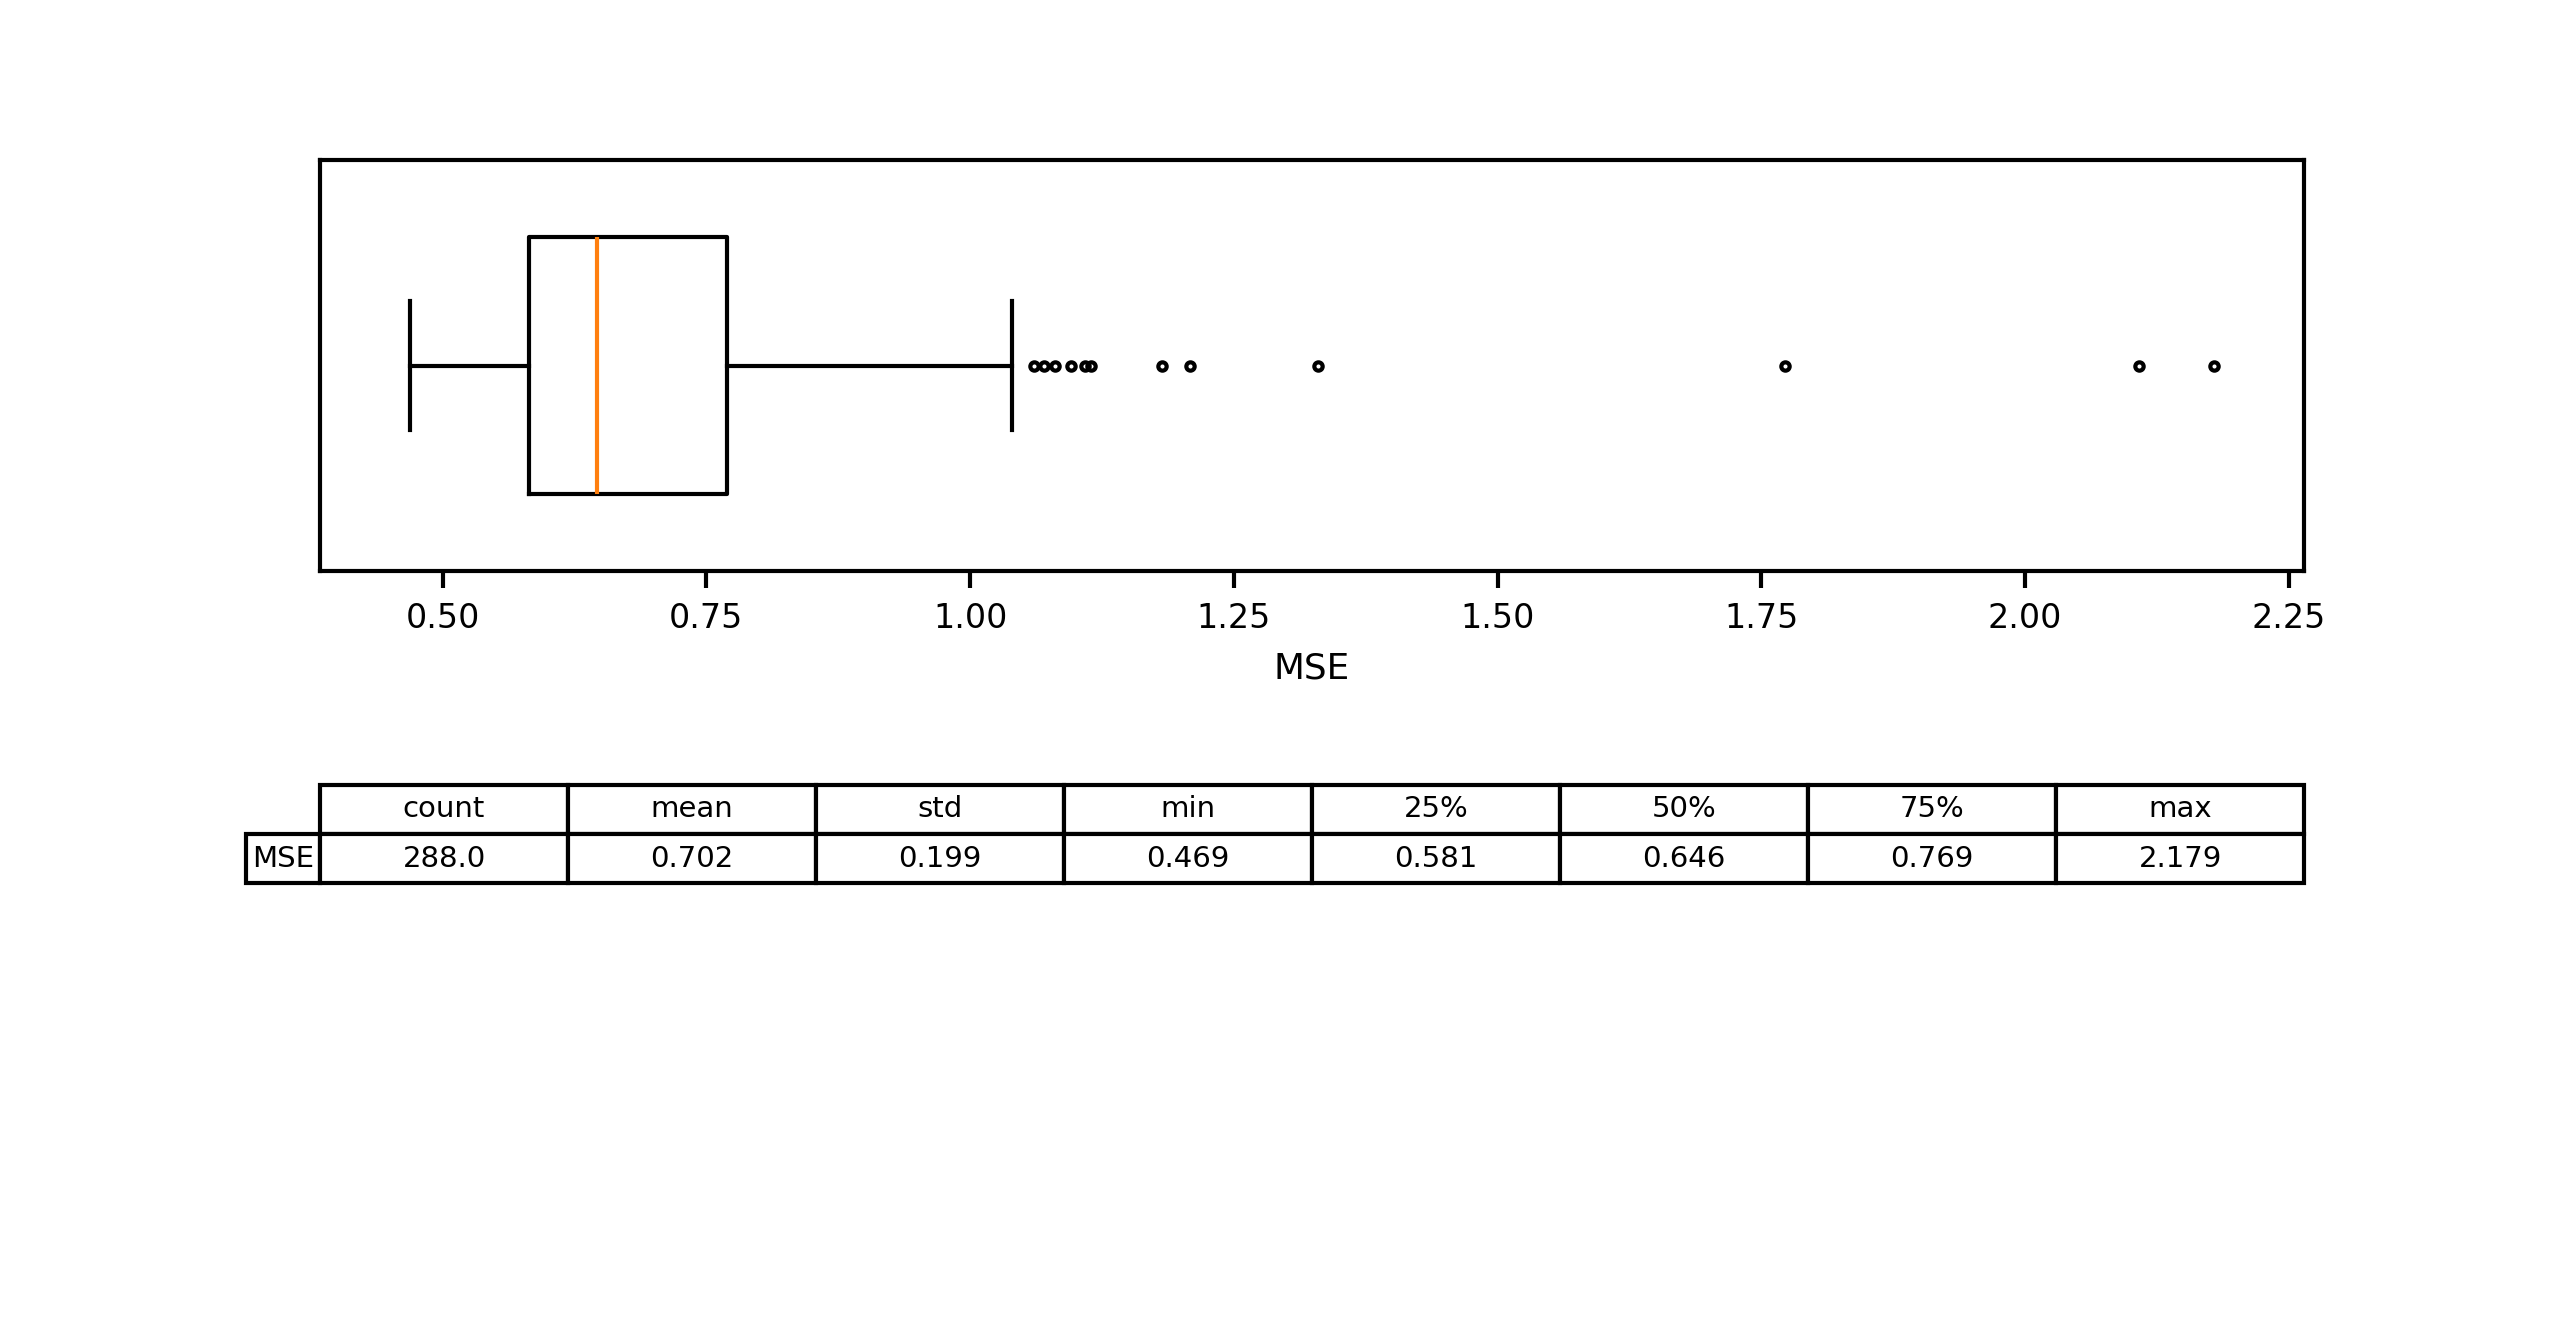 0.50 0.75 1.00 1.25 1.50 1.75 2.00 2.25
MSE
count mean std min 25% 50% 75% max
MSE 288.0 0.702 0.199 0.469 0.581 0.646 0.769 2.179